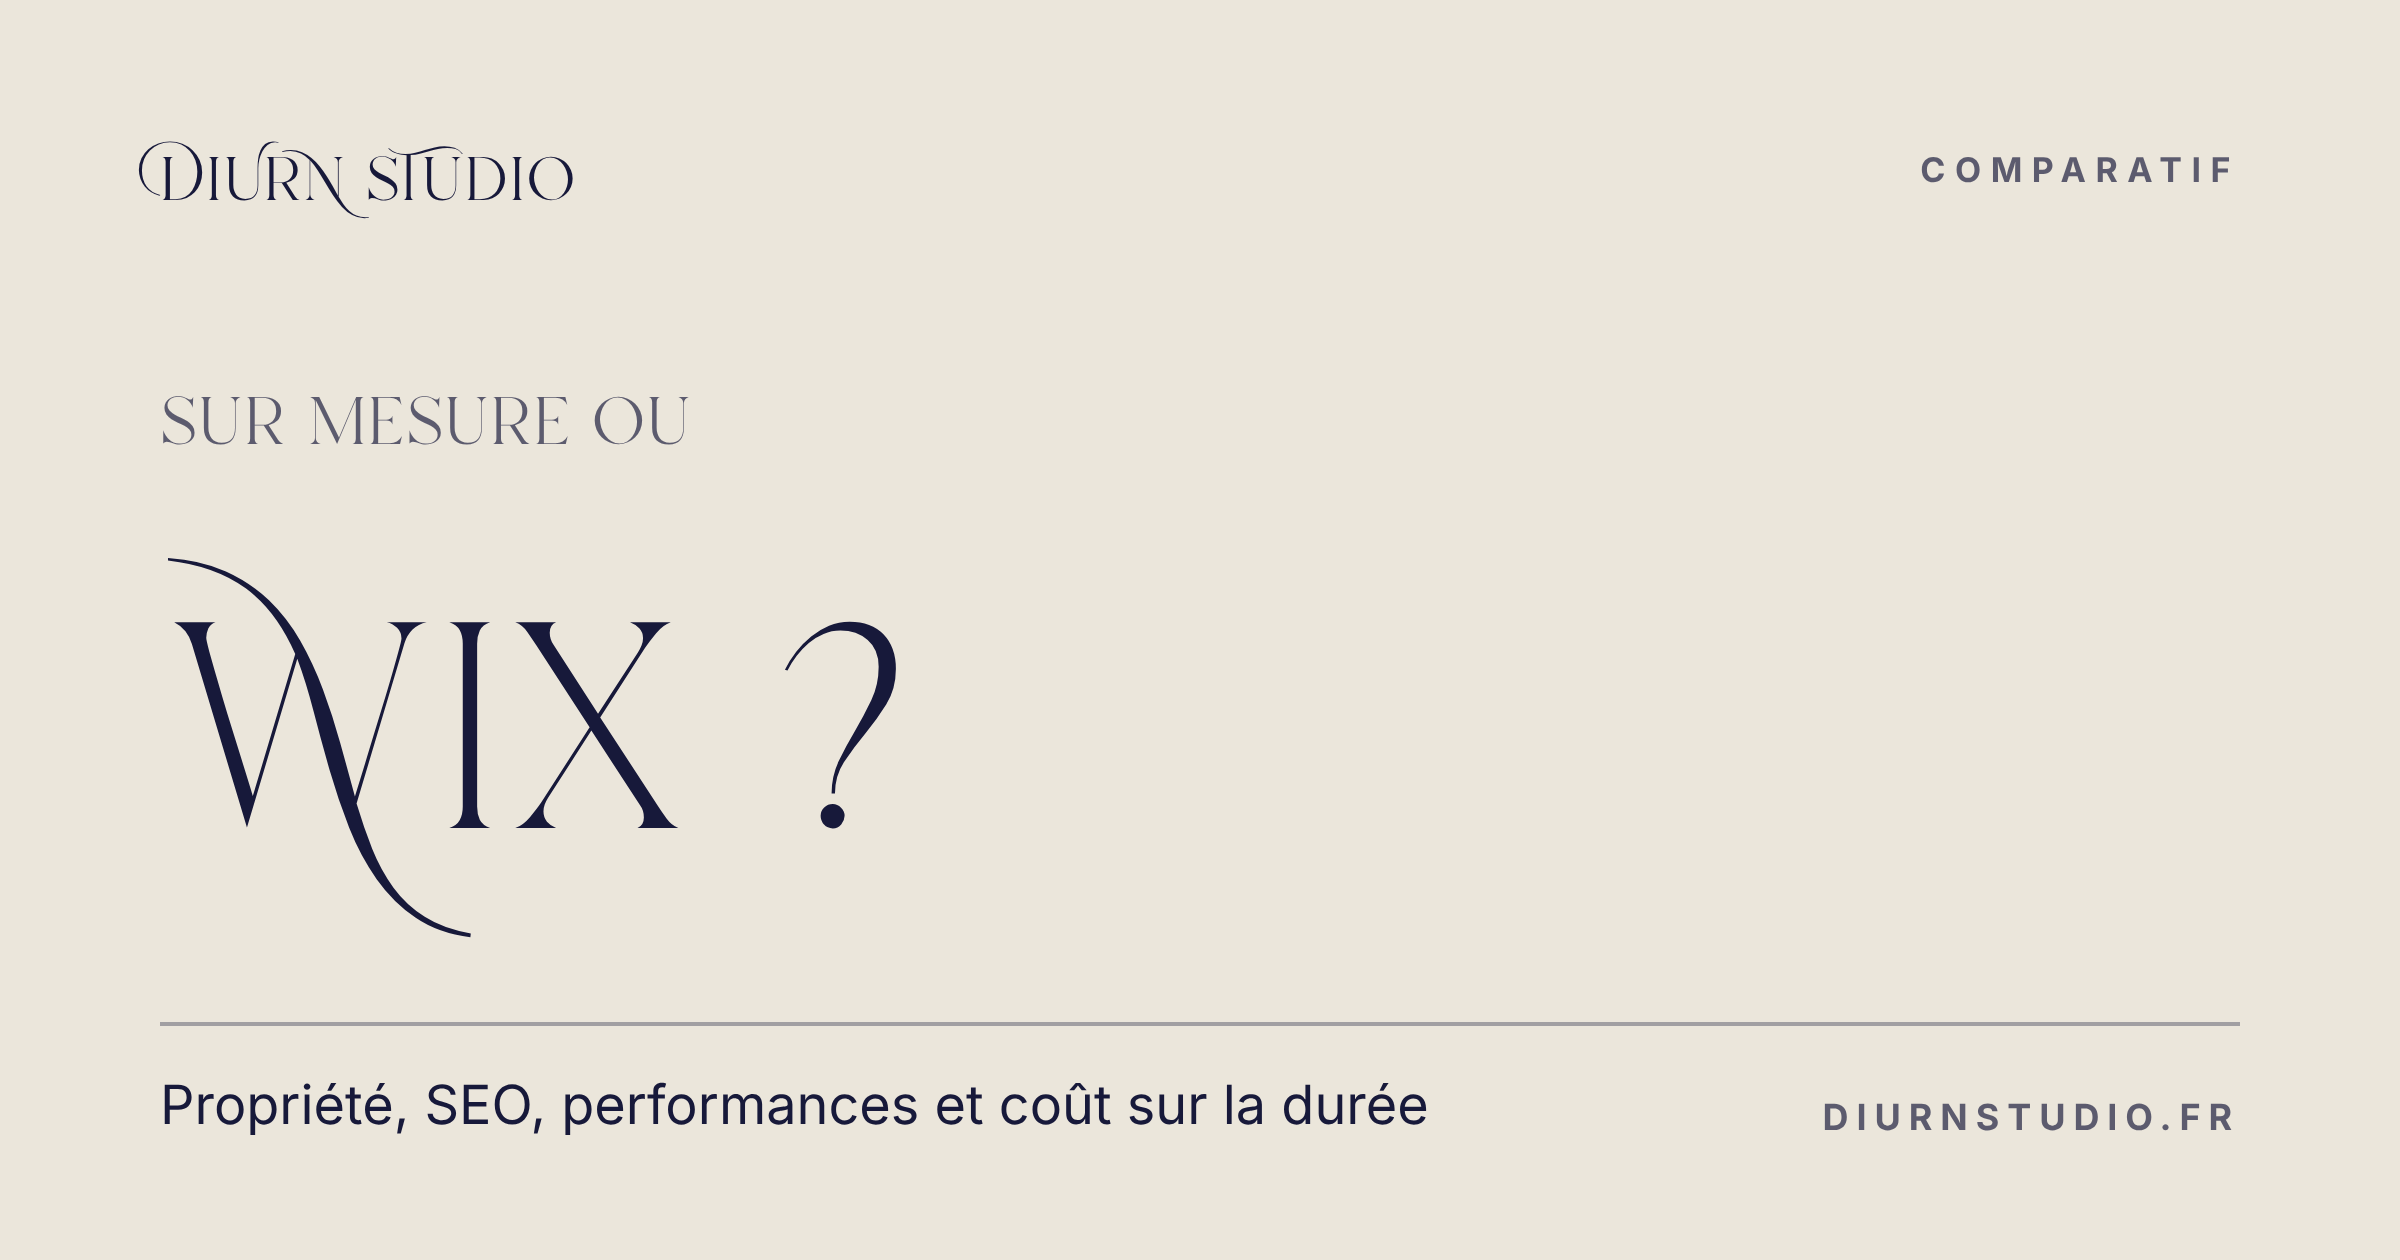 DIURN STUDIO
COMPARATIF
SUR MESURE OU
WIX ?
Propriété, SEO, performances et coût sur la durée
DIURNSTUDIO.FR